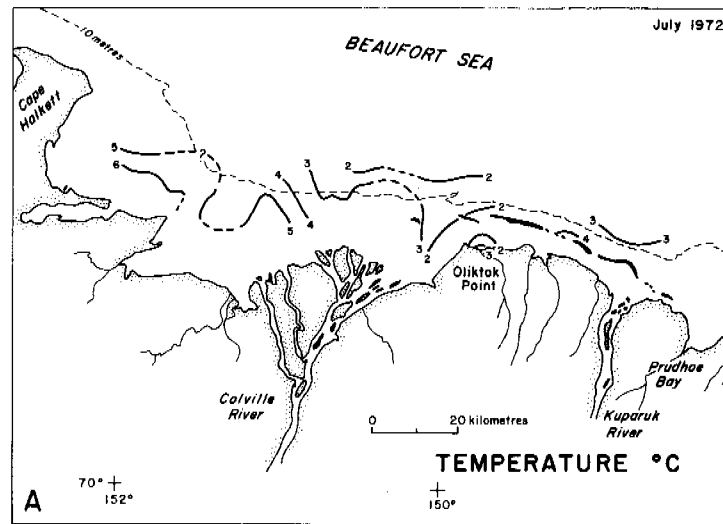 July 1972
10 metres
BEAUFORT SEA
Cape
Halkett
5
?
6
4
3
2
2
4
5
3
2
2
2
3
4
3
3
Oliktok
Point
Colville
River
0 20 kilometres
Prudhoe
Bay
Kuparuk
River
TEMPERATURE °C
A
70°
152°
150°